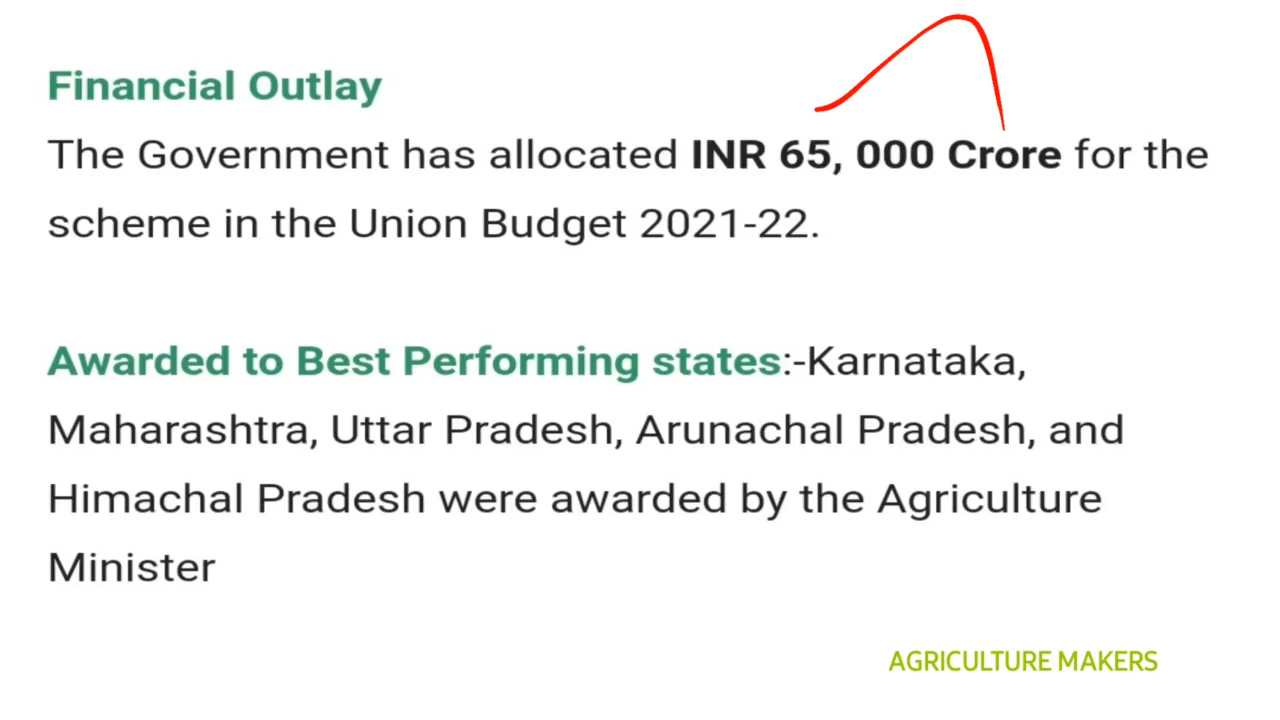 Financial Outlay
The Government has allocated INR 65, 000 Crore for the
scheme in the Union Budget 2021-22.
Awarded to Best Performing states:-Karnataka,
Maharashtra, Uttar Pradesh, Arunachal Pradesh, and
Himachal Pradesh were awarded by the Agriculture
Minister
AGRICULTURE MAKERS